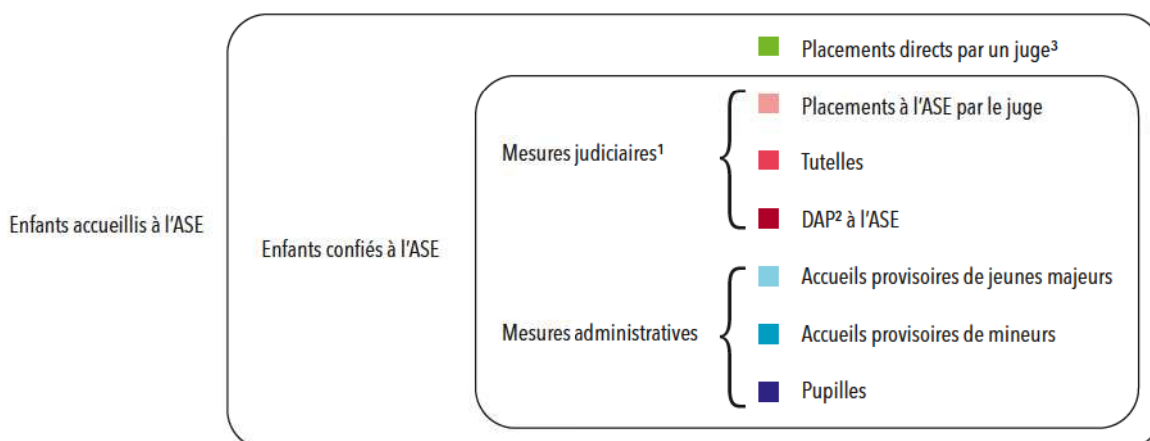 Placements directs par un juge³
Placements à l'ASE par le juge
Mesures judiciaires¹
Tutelles
DAP² à l'ASE
Enfants accueillis à l'ASE
Enfants confiés à l'ASE
Accueils provisoires de jeunes majeurs
Mesures administratives
Accueils provisoires de mineurs
Pupilles